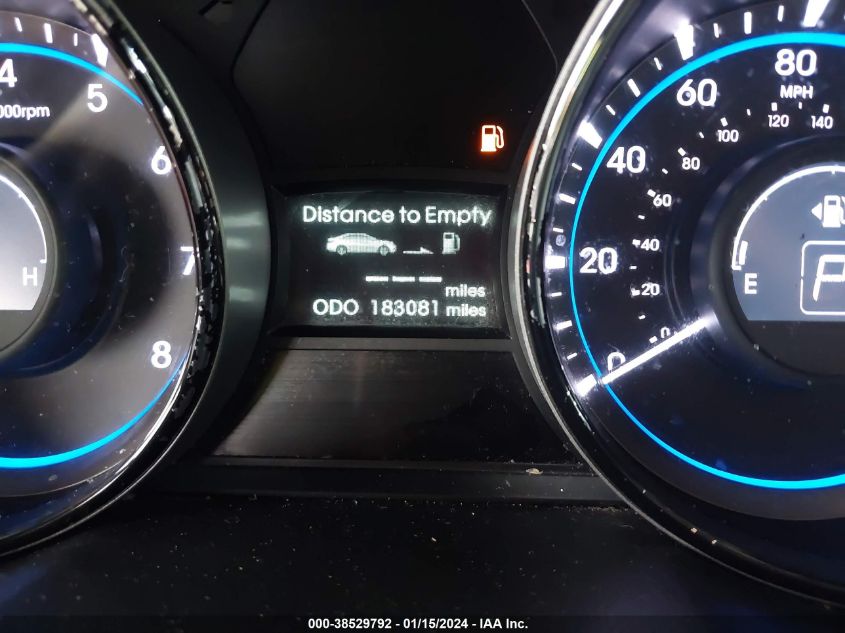 4
5
6
7
8
000rpm
H
Distance to Empty
--- miles
ODO 183081 miles
0
20
40
60
80
MPH
0
20
40
60
80
100
120
140
E
P
000-38529792 - 01/15/2024 - IAA Inc.